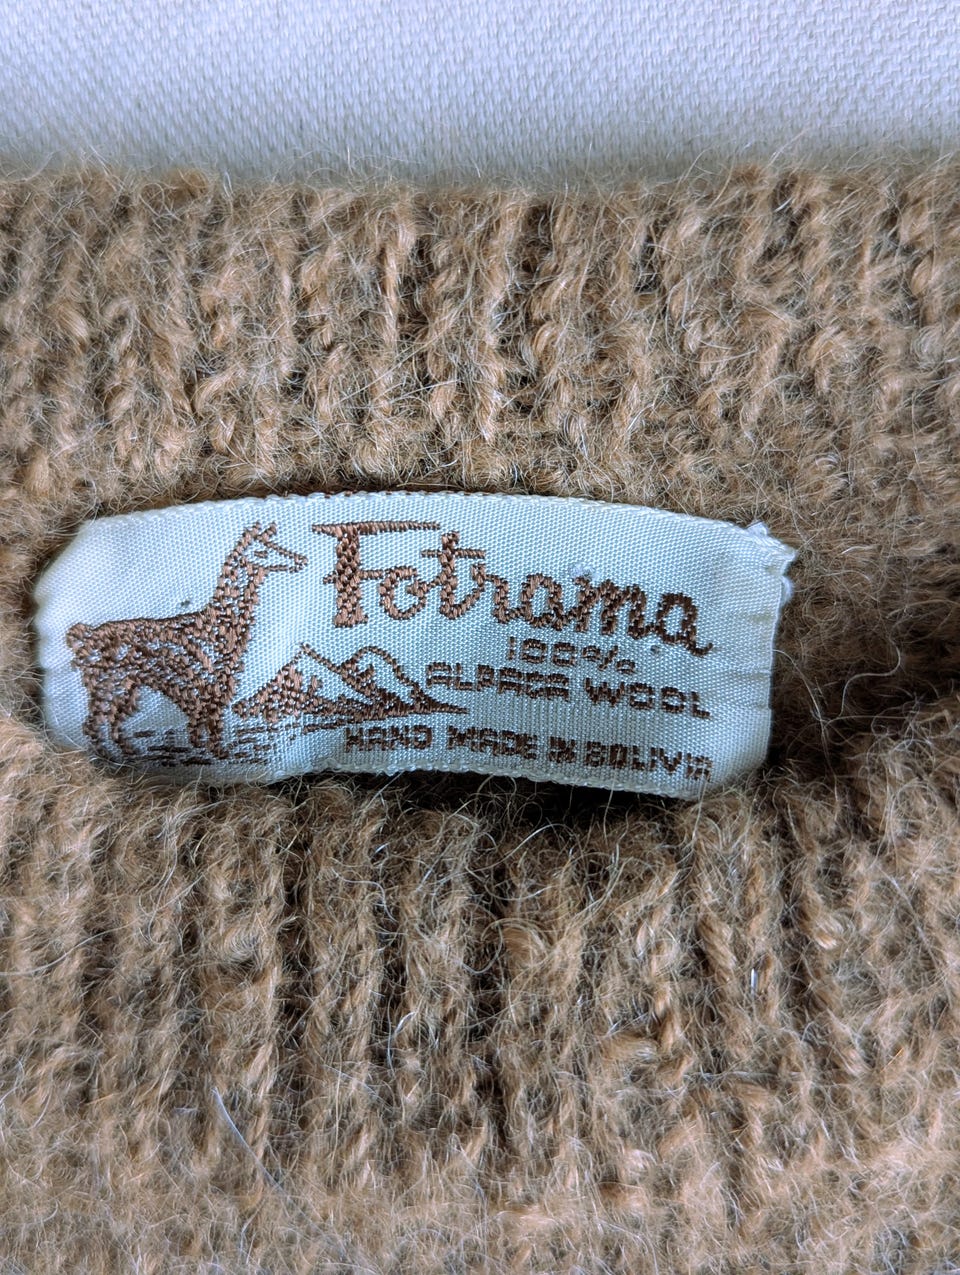 Fotrama
100%
ALPACA WOOL
HAND MADE IN BOLIVIA